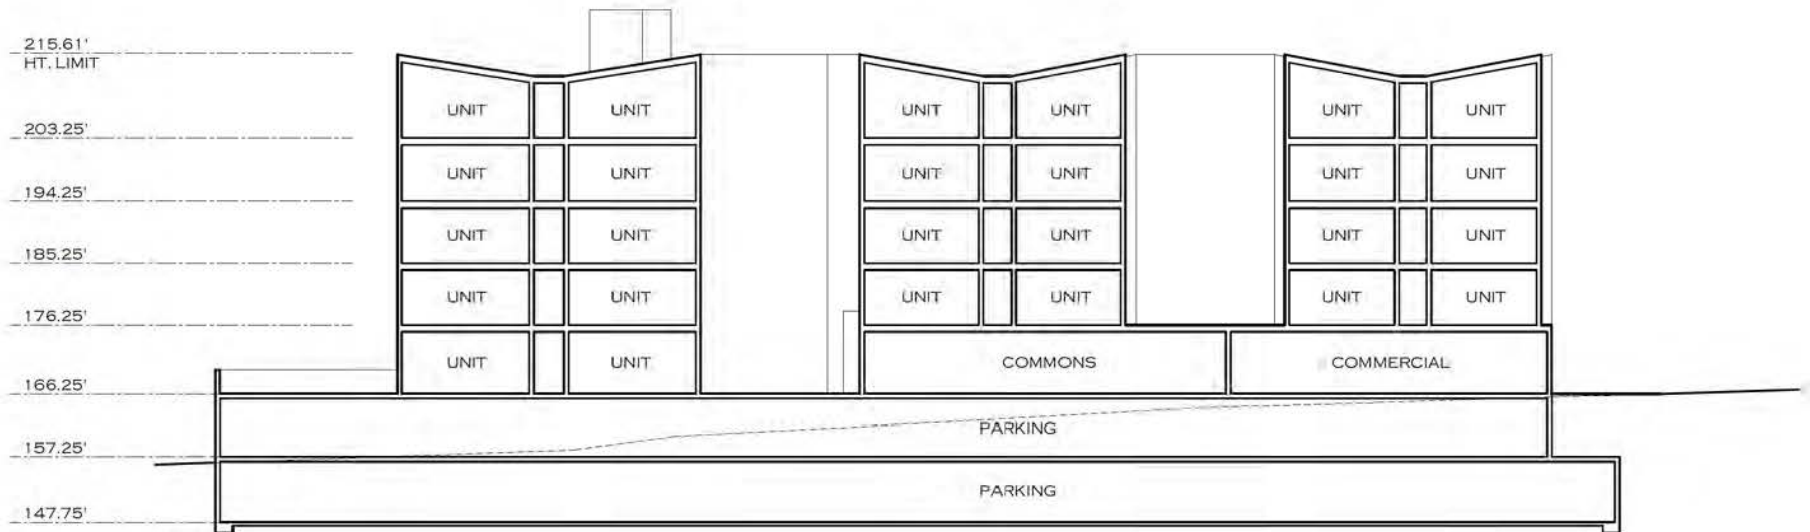 215.61'
HT. LIMIT
UNIT UNIT UNIT UNIT UNIT UNIT
203.25'
UNIT UNIT UNIT UNIT UNIT UNIT
194.25'
UNIT UNIT UNIT UNIT UNIT UNIT
185.25'
UNIT UNIT UNIT UNIT UNIT UNIT
176.25'
UNIT UNIT COMMONS COMMERCIAL
166.25'
PARKING
157.25'
PARKING
147.75'